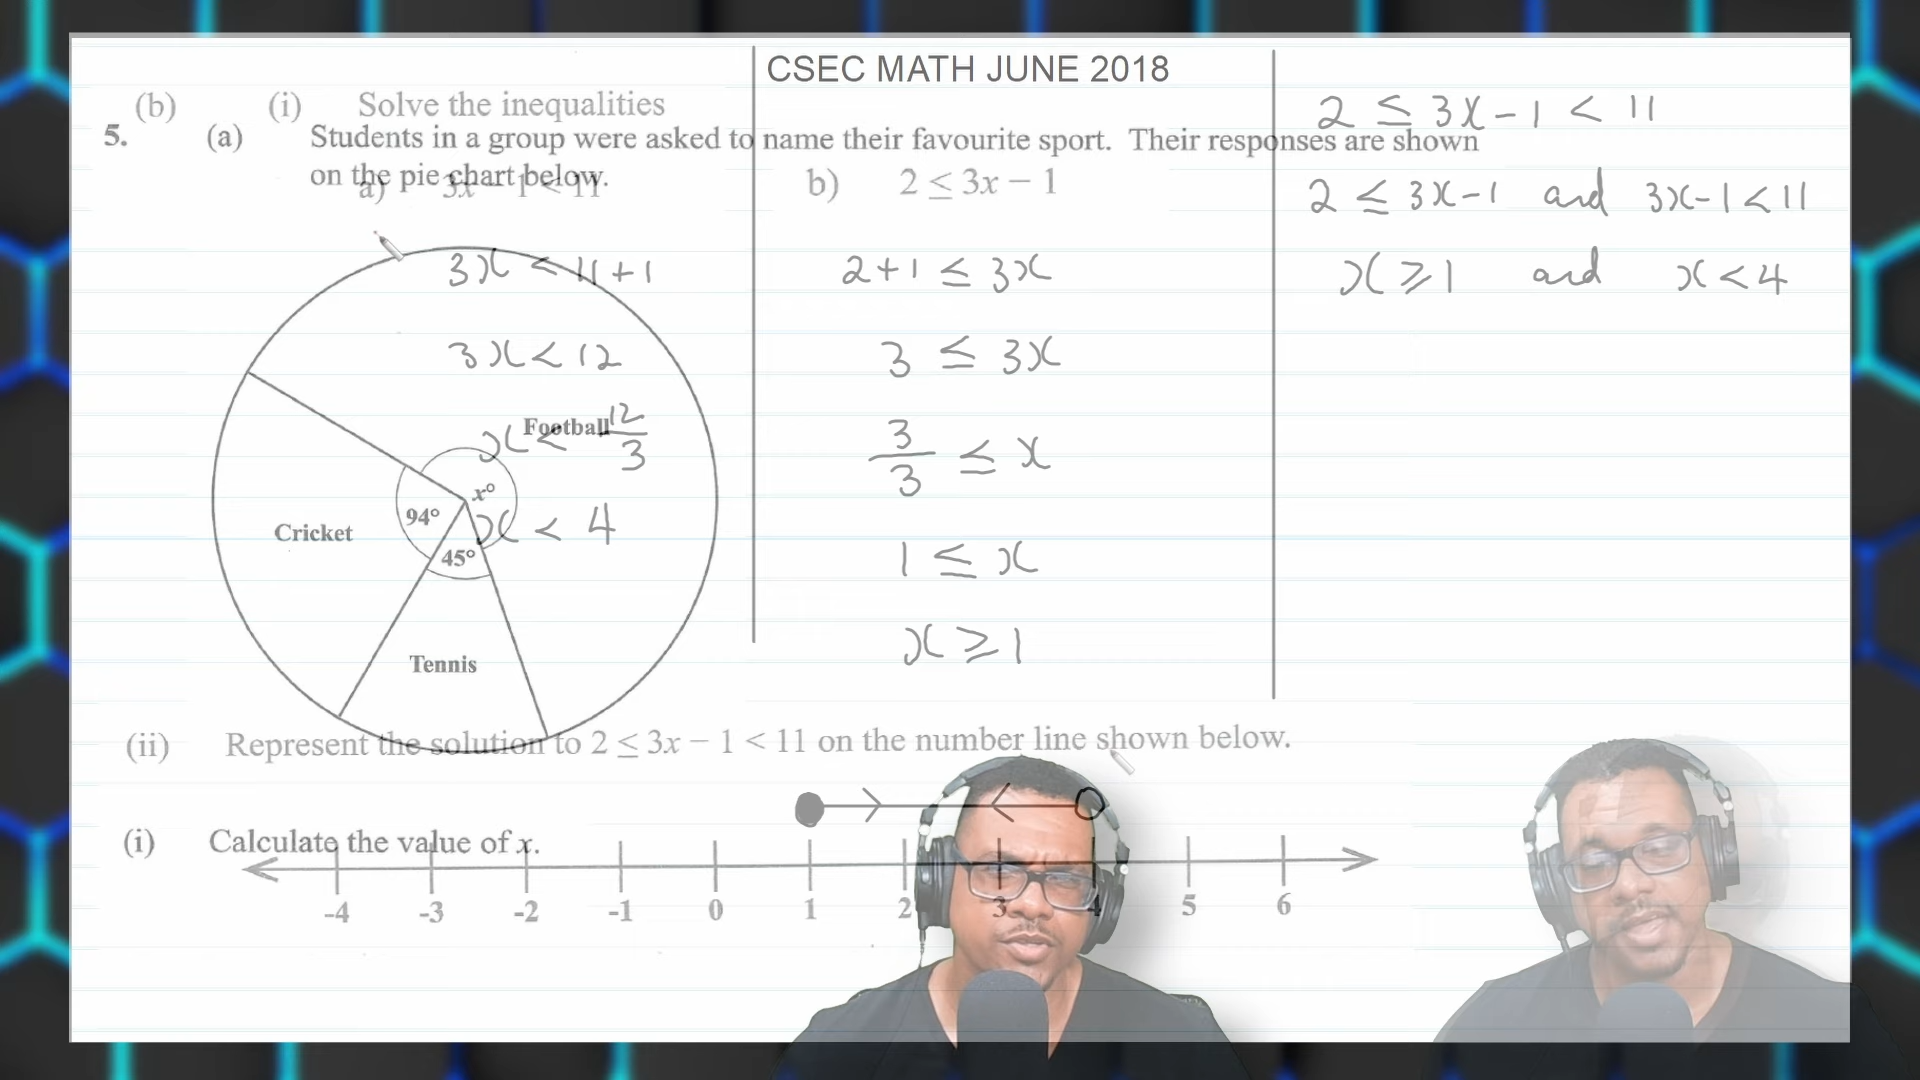 CSEC MATH JUNE 2018
(b) (i) Solve the inequalities
5. (a) Students in a group were asked to name their favourite sport. Their responses are shown
on the pie chart below.
a) 3x − 1 < 11
3x < 11 + 1
3x < 12
x < 12/3
x < 4
b) 2 ≤ 3x − 1
2 + 1 ≤ 3x
3 ≤ 3x
3/3 ≤ x
1 ≤ x
x ⩾ 1
2 ≤ 3x − 1 < 11
2 ≤ 3x − 1 and 3x − 1 < 11
x ⩾ 1 and x < 4
Football
x°
94°
Cricket
45°
Tennis
(ii) Represent the solution to 2 ≤ 3x − 1 < 11 on the number line shown below.
(i) Calculate the value of x.
-4 -3 -2 -1 0 1 2 3 4 5 6